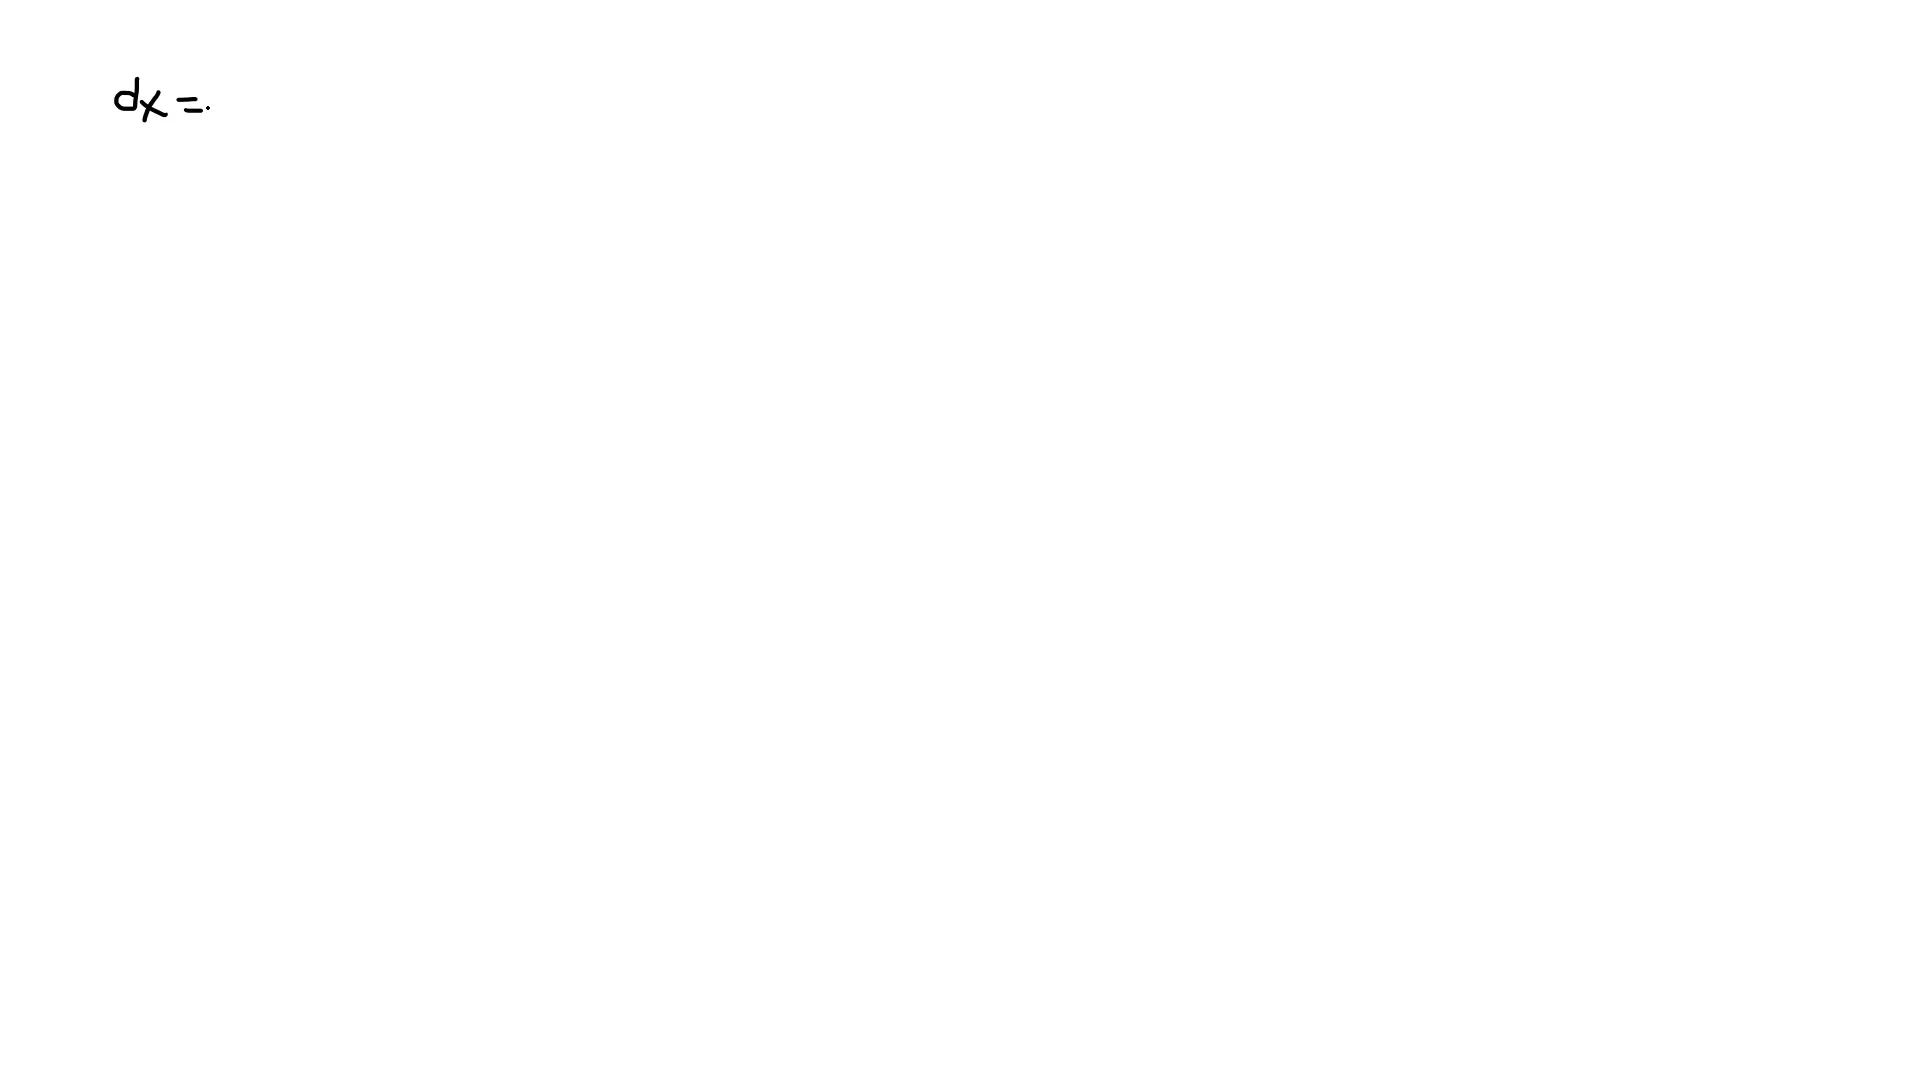 dx =.